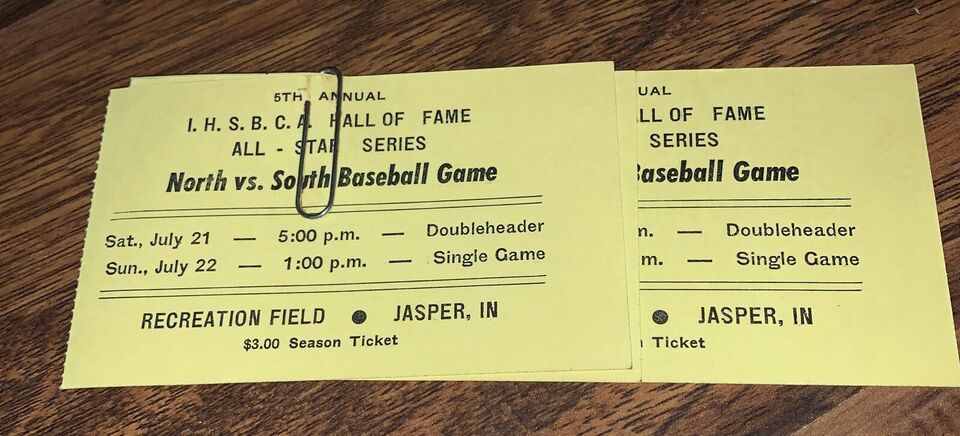 5TH ANNUAL
I. H. S. B. C. A. HALL OF FAME
ALL - STAR SERIES
North vs. South Baseball Game
Sat., July 21 — 5:00 p.m. — Doubleheader
Sun., July 22 — 1:00 p.m. — Single Game
RECREATION FIELD ● JASPER, IN
$3.00 Season Ticket
UAL
LL OF FAME
SERIES
Baseball Game
m. — Doubleheader
m. — Single Game
● JASPER, IN
Ticket